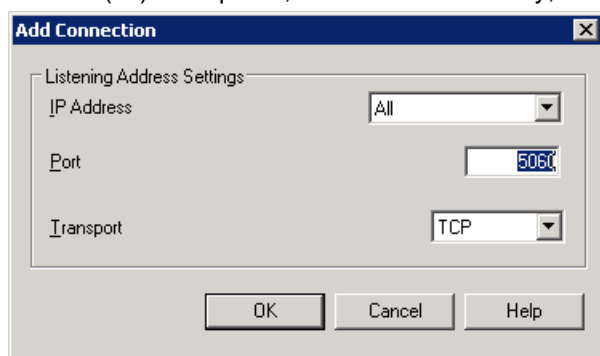 Add Connection
Listening Address Settings
IP Address All
Port 5060
Transport TCP
OK Cancel Help